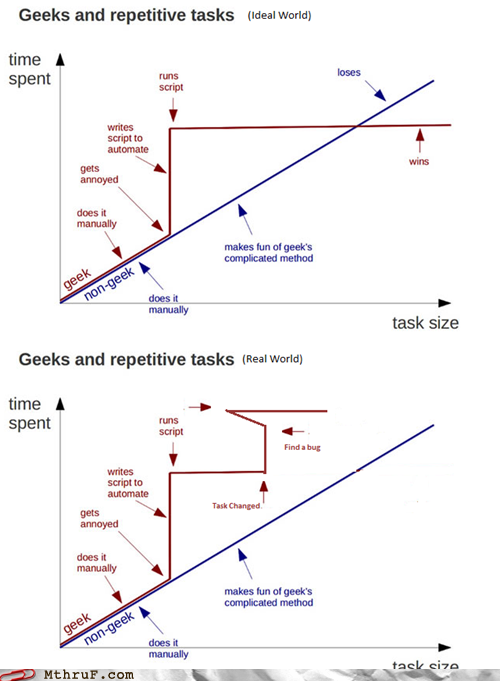 Geeks and repetitive tasks (Ideal World)
time
spent
loses
runs
script
writes
script to
automate
wins
gets
annoyed
does it
manually
makes fun of geek's
complicated method
geek
non-geek
does it
manually
task size
Geeks and repetitive tasks (Real World)
time
spent
runs
script
Find a bug
writes
script to
automate
Task Changed
gets
annoyed
does it
manually
makes fun of geek's
complicated method
geek
non-geek
does it
manually
task size
MthruF.com